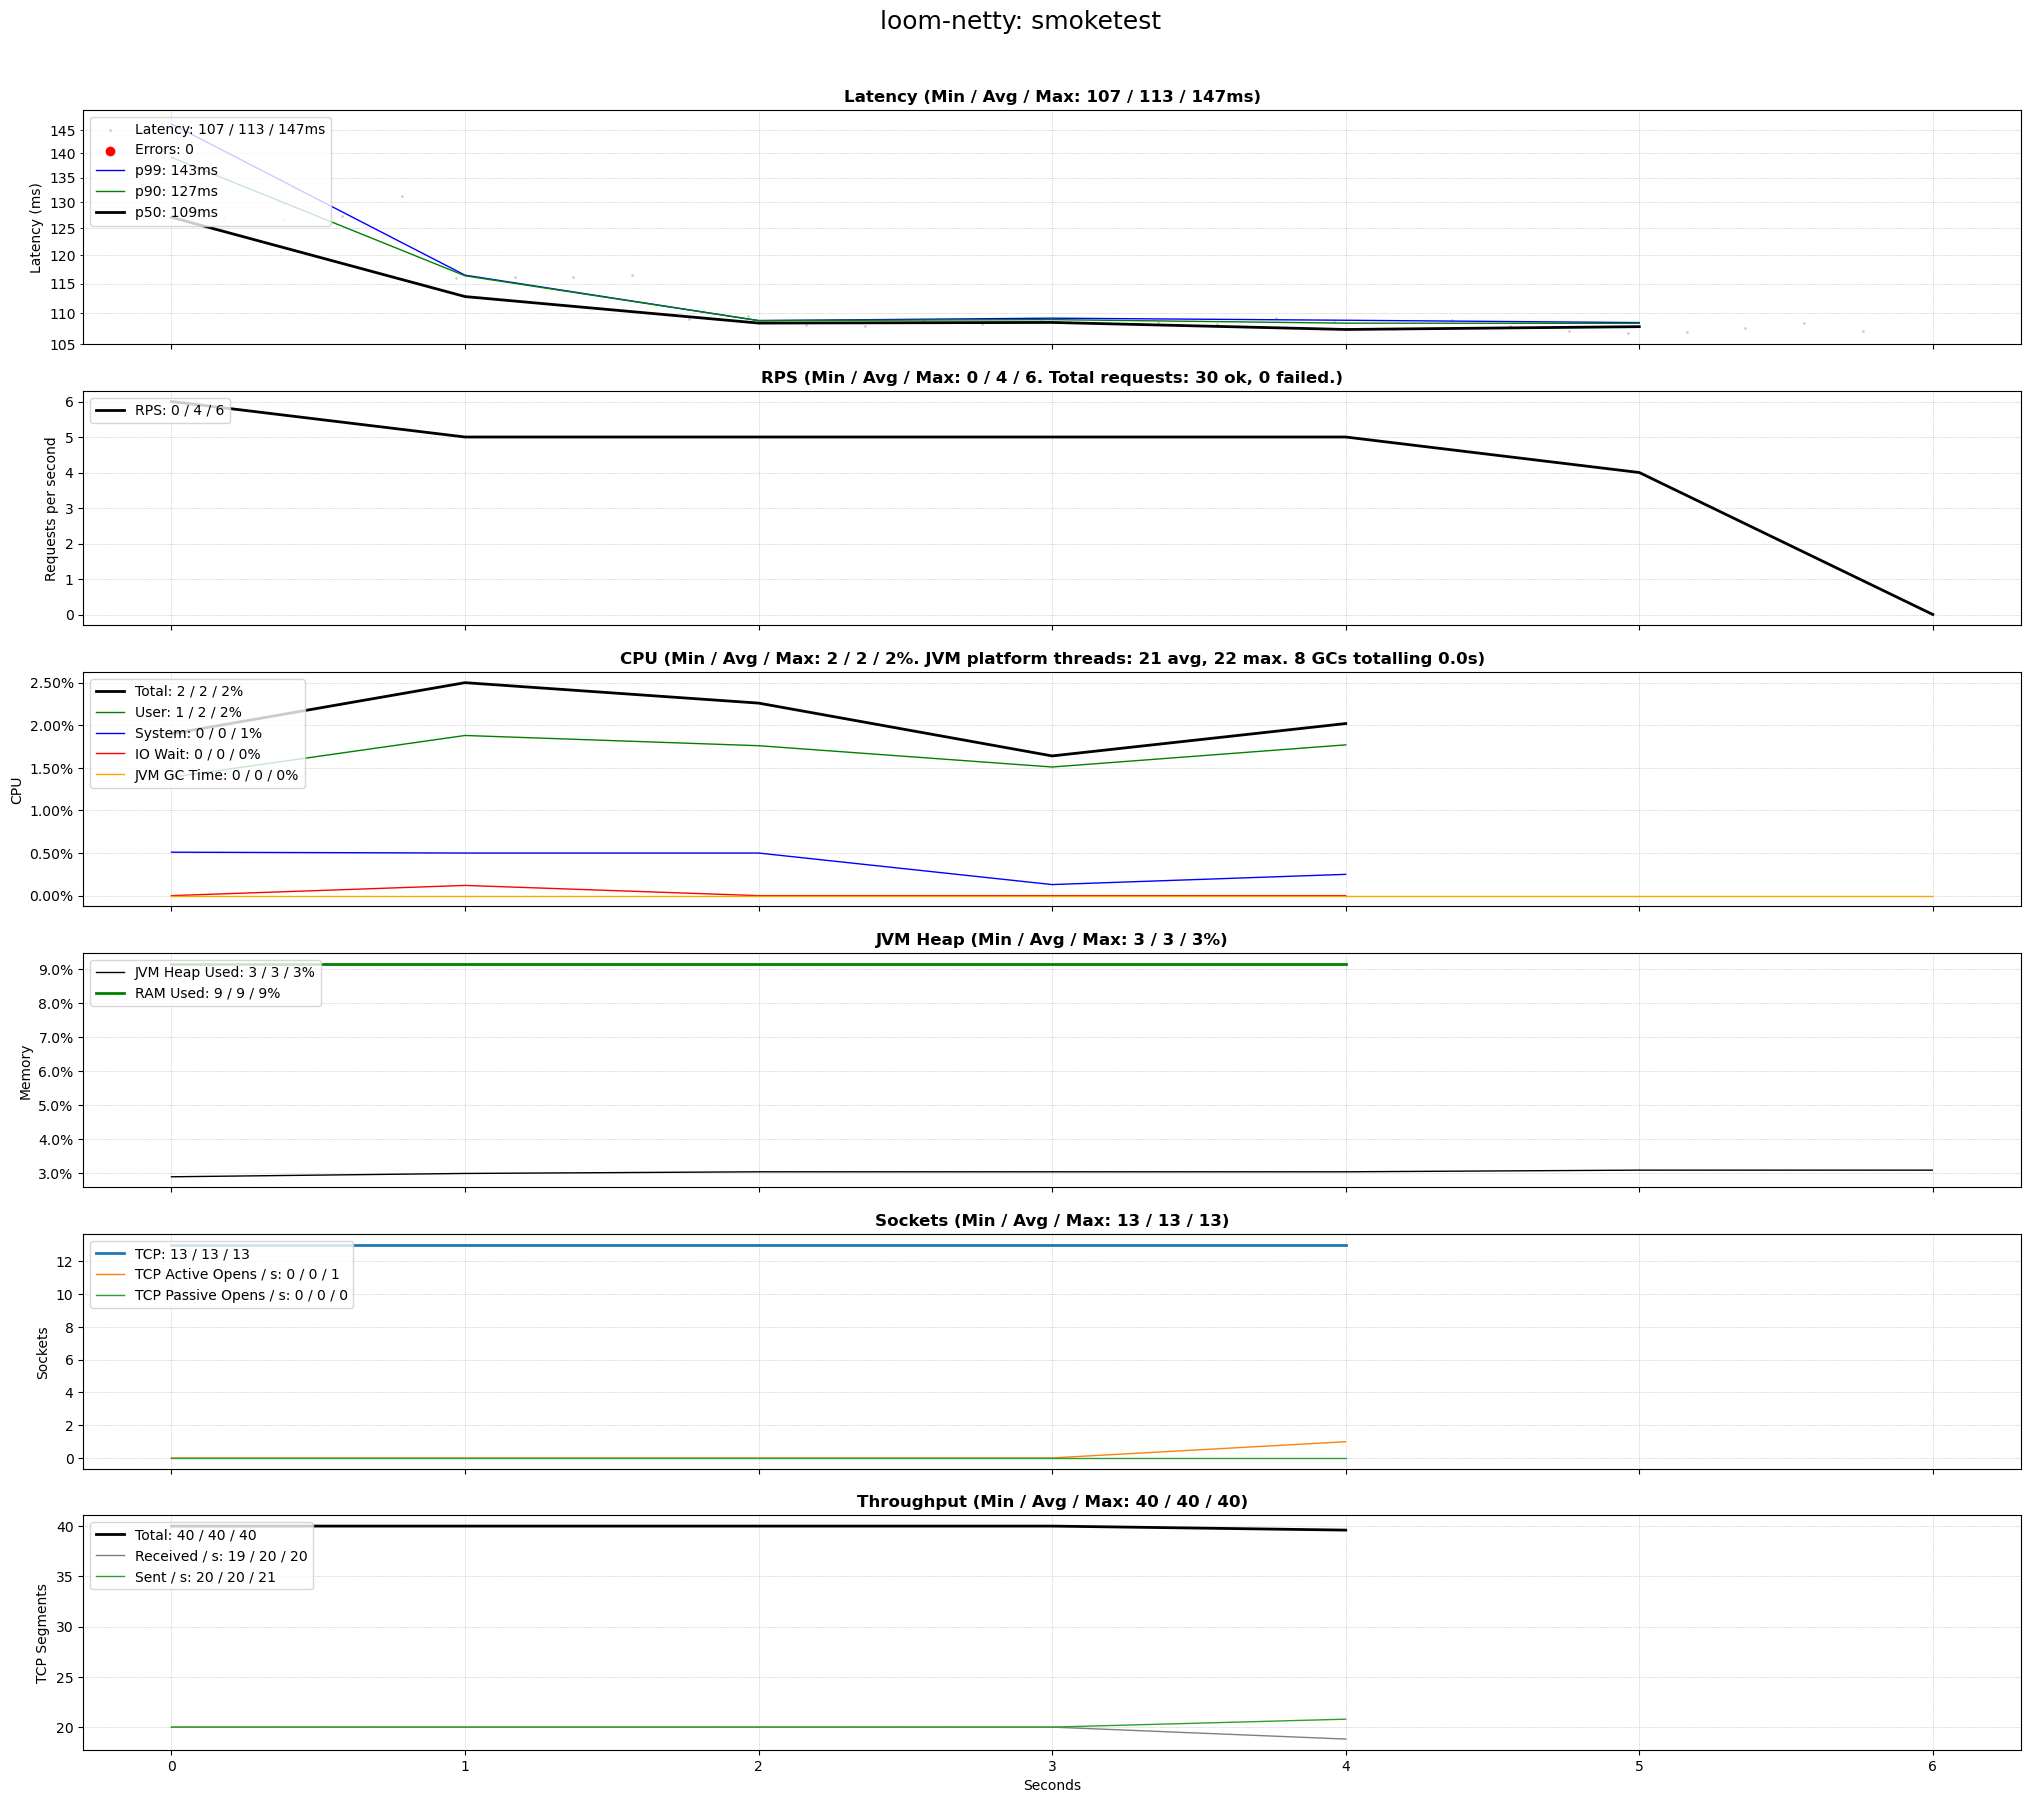 loom-netty: smoketest
Latency (Min / Avg / Max: 107 / 113 / 147ms)
Latency (ms)
145
140
135
130
125
120
115
110
105
Latency: 107 / 113 / 147ms
Errors: 0
p99: 143ms
p90: 127ms
p50: 109ms
RPS (Min / Avg / Max: 0 / 4 / 6. Total requests: 30 ok, 0 failed.)
Requests per second
6
5
4
3
2
1
0
RPS: 0 / 4 / 6
CPU (Min / Avg / Max: 2 / 2 / 2%. JVM platform threads: 21 avg, 22 max. 8 GCs totalling 0.0s)
CPU
2.50%
2.00%
1.50%
1.00%
0.50%
0.00%
Total: 2 / 2 / 2%
User: 1 / 2 / 2%
System: 0 / 0 / 1%
IO Wait: 0 / 0 / 0%
JVM GC Time: 0 / 0 / 0%
JVM Heap (Min / Avg / Max: 3 / 3 / 3%)
Memory
9.0%
8.0%
7.0%
6.0%
5.0%
4.0%
3.0%
JVM Heap Used: 3 / 3 / 3%
RAM Used: 9 / 9 / 9%
Sockets (Min / Avg / Max: 13 / 13 / 13)
Sockets
12
10
8
6
4
2
0
TCP: 13 / 13 / 13
TCP Active Opens / s: 0 / 0 / 1
TCP Passive Opens / s: 0 / 0 / 0
Throughput (Min / Avg / Max: 40 / 40 / 40)
TCP Segments
40
35
30
25
20
Total: 40 / 40 / 40
Received / s: 19 / 20 / 20
Sent / s: 20 / 20 / 21
0 1 2 3 4 5 6
Seconds